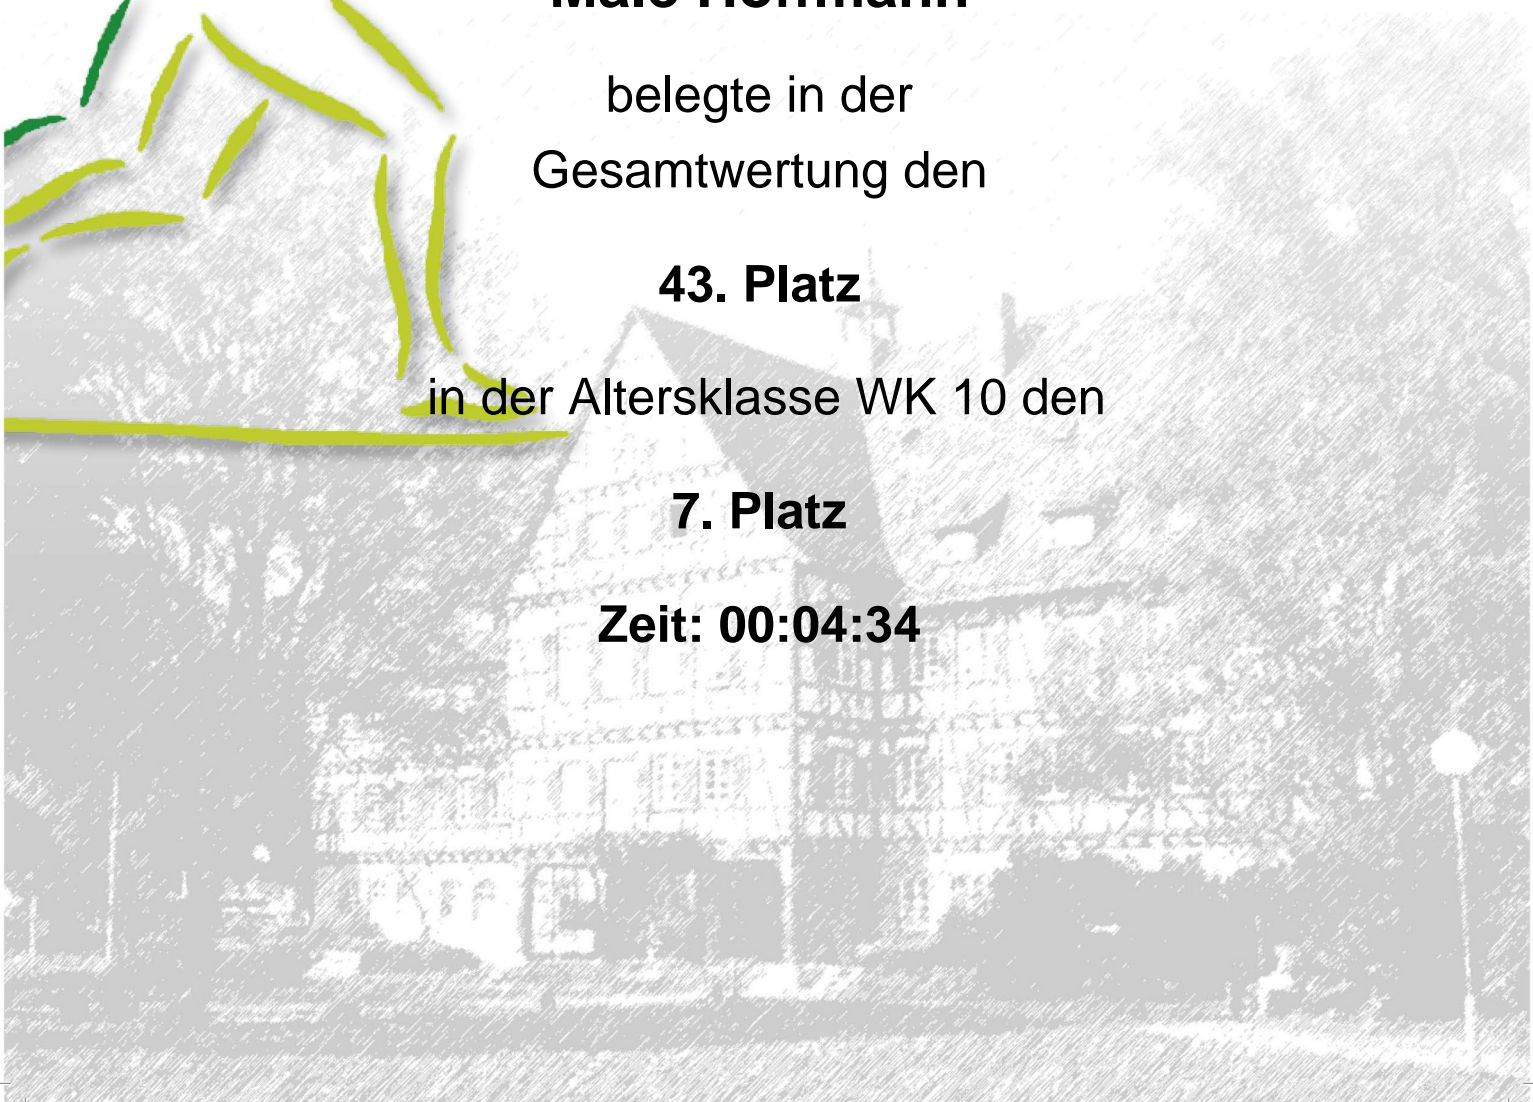 Hoffmann
belegte in der
Gesamtwertung den
43. Platz
in der Altersklasse WK 10 den
7. Platz
Zeit: 00:04:34